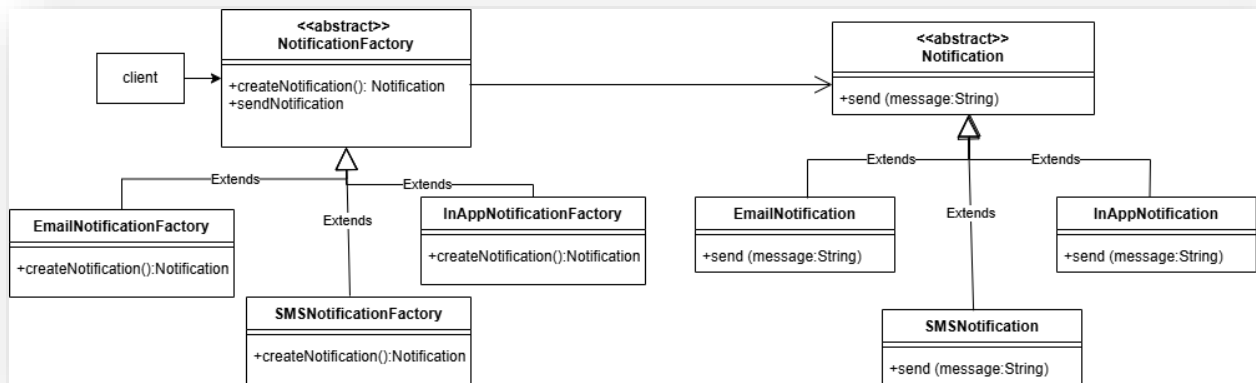 <<abstract>>
NotificationFactory
+createNotification(): Notification
+sendNotification
client
<<abstract>>
Notification
+send (message:String)
Extends
Extends
Extends
EmailNotificationFactory
+createNotification():Notification
InAppNotificationFactory
+createNotification():Notification
SMSNotificationFactory
+createNotification():Notification
Extends
Extends
Extends
EmailNotification
+send (message:String)
InAppNotification
+send (message:String)
SMSNotification
+send (message:String)